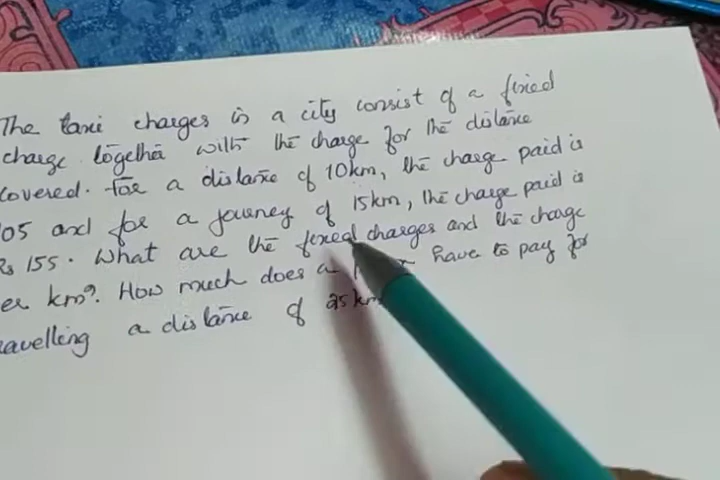 The taxi charges in a city consist of a fixed
charge together with the charge for the distance
covered. For a distance of 10km, the charge paid is
105 and for a journey of 15km, the charge paid is
Rs 155. What are the fixed charges and the charge
er km? How much does a have to pay for
ravelling a distance of 25km